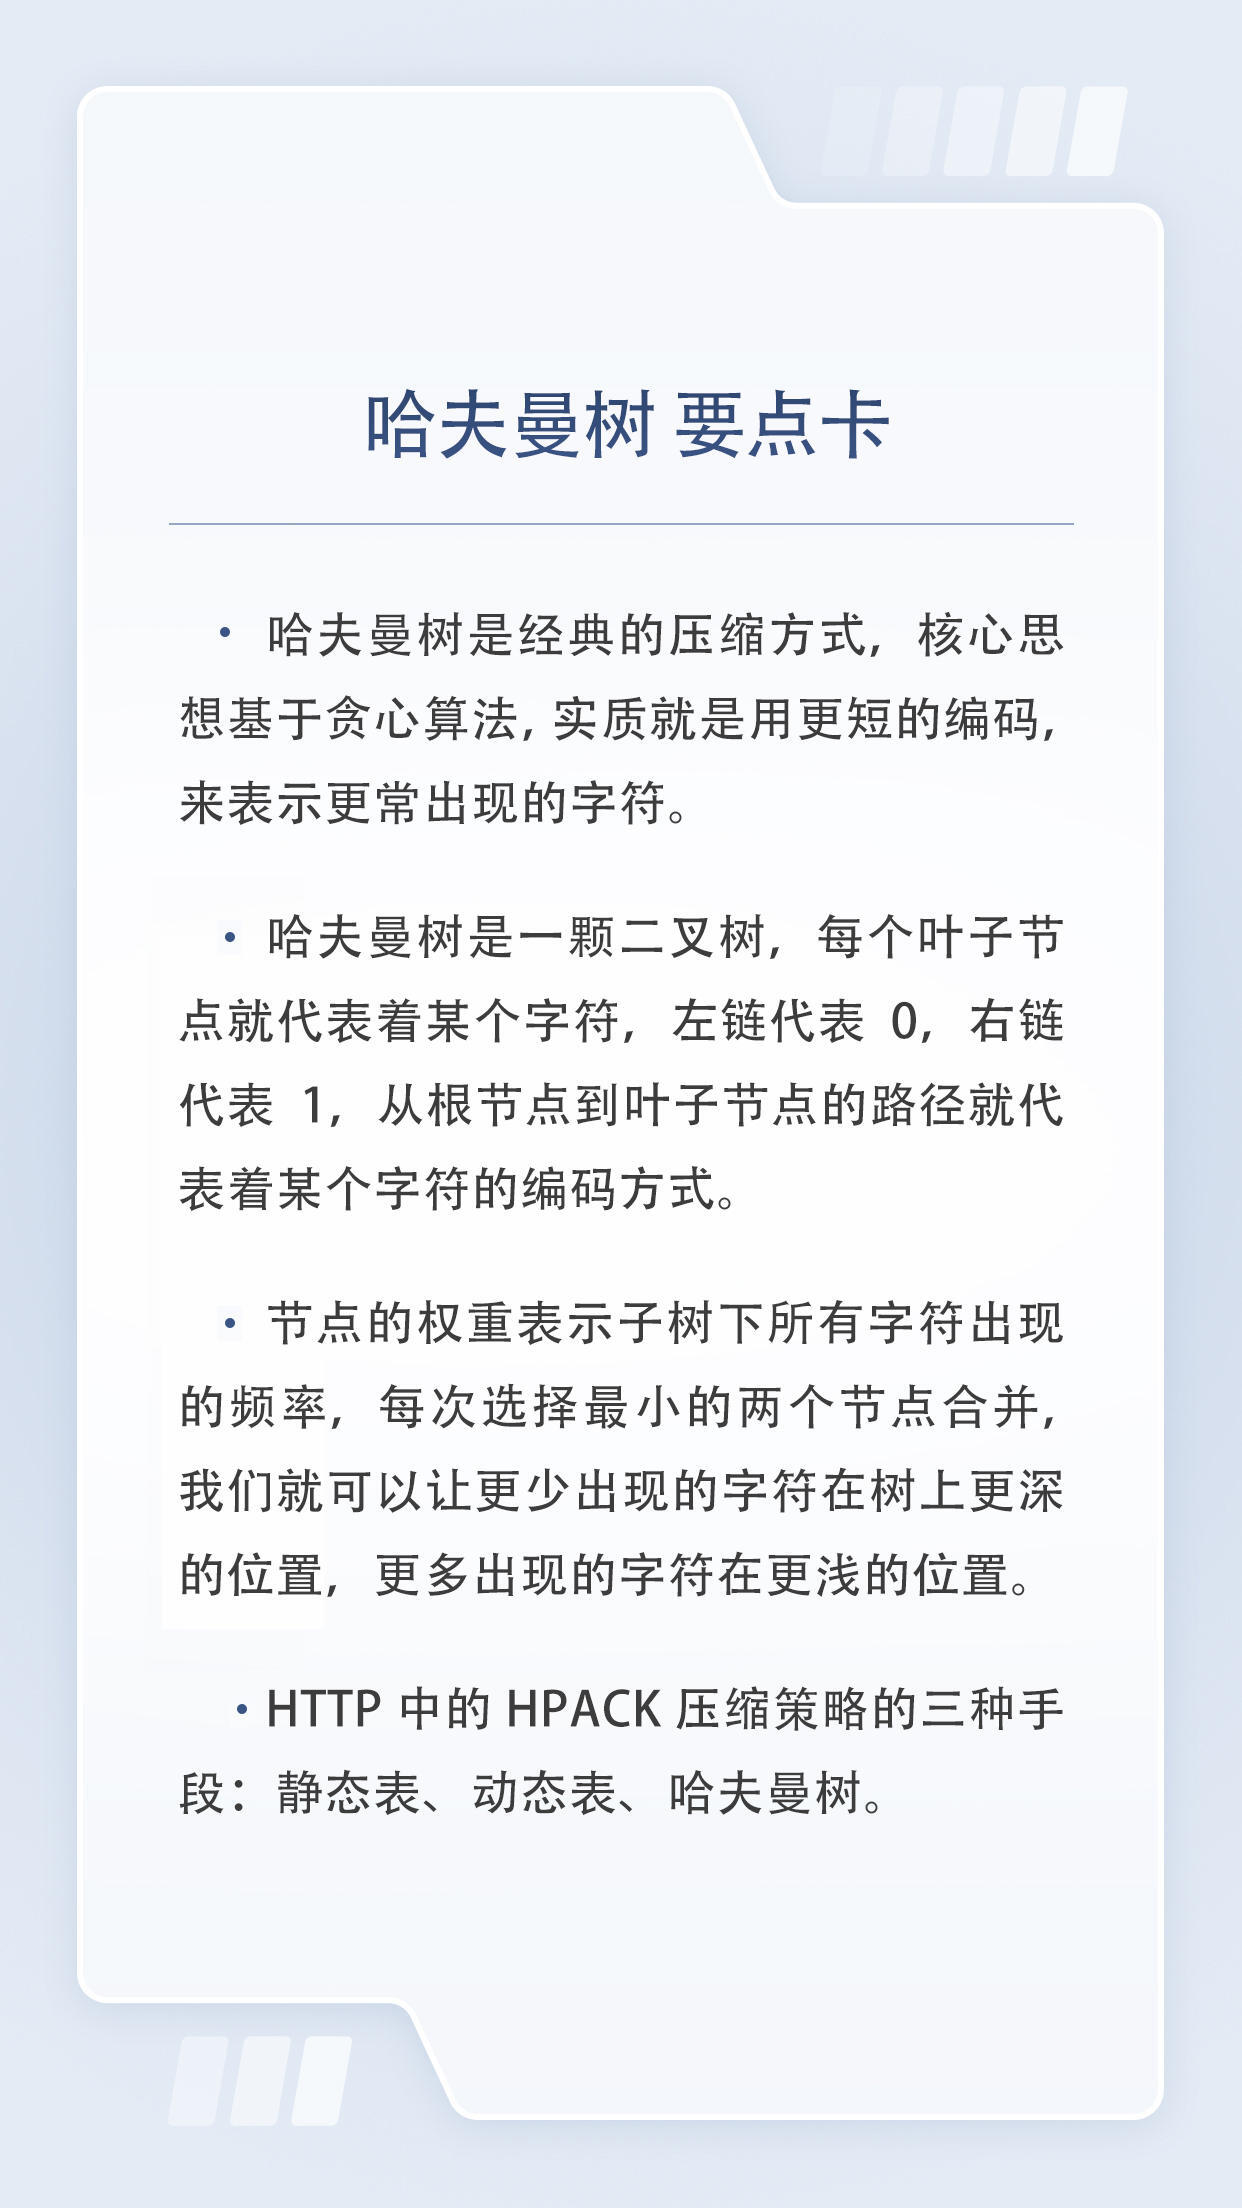 哈夫曼树 要点卡
• 哈夫曼树是经典的压缩方式，核心思
想基于贪心算法，实质就是用更短的编码，
来表示更常出现的字符。
• 哈夫曼树是一颗二叉树，每个叶子节
点就代表着某个字符，左链代表 0，右链
代表 1，从根节点到叶子节点的路径就代
表着某个字符的编码方式。
• 节点的权重表示子树下所有字符出现
的频率，每次选择最小的两个节点合并，
我们就可以让更少出现的字符在树上更深
的位置，更多出现的字符在更浅的位置。
• HTTP 中的 HPACK 压缩策略的三种手
段：静态表、动态表、哈夫曼树。